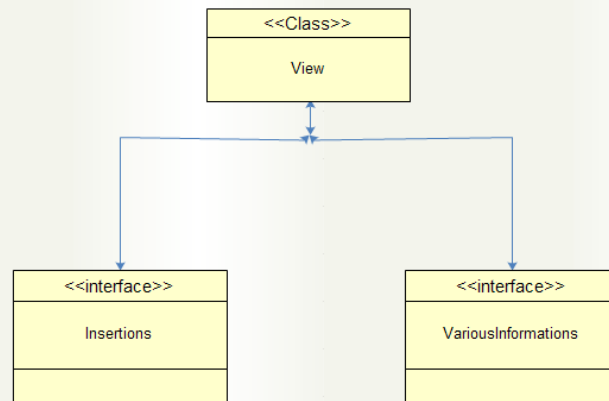 <<Class>>
View
<<interface>>
<<interface>>
Insertions
VariousInformations